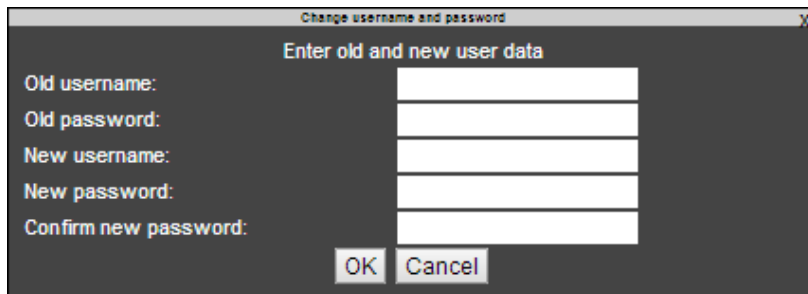 Change username and password X
Enter old and new user data
Old username:
Old password:
New username:
New password:
Confirm new password:
OK Cancel